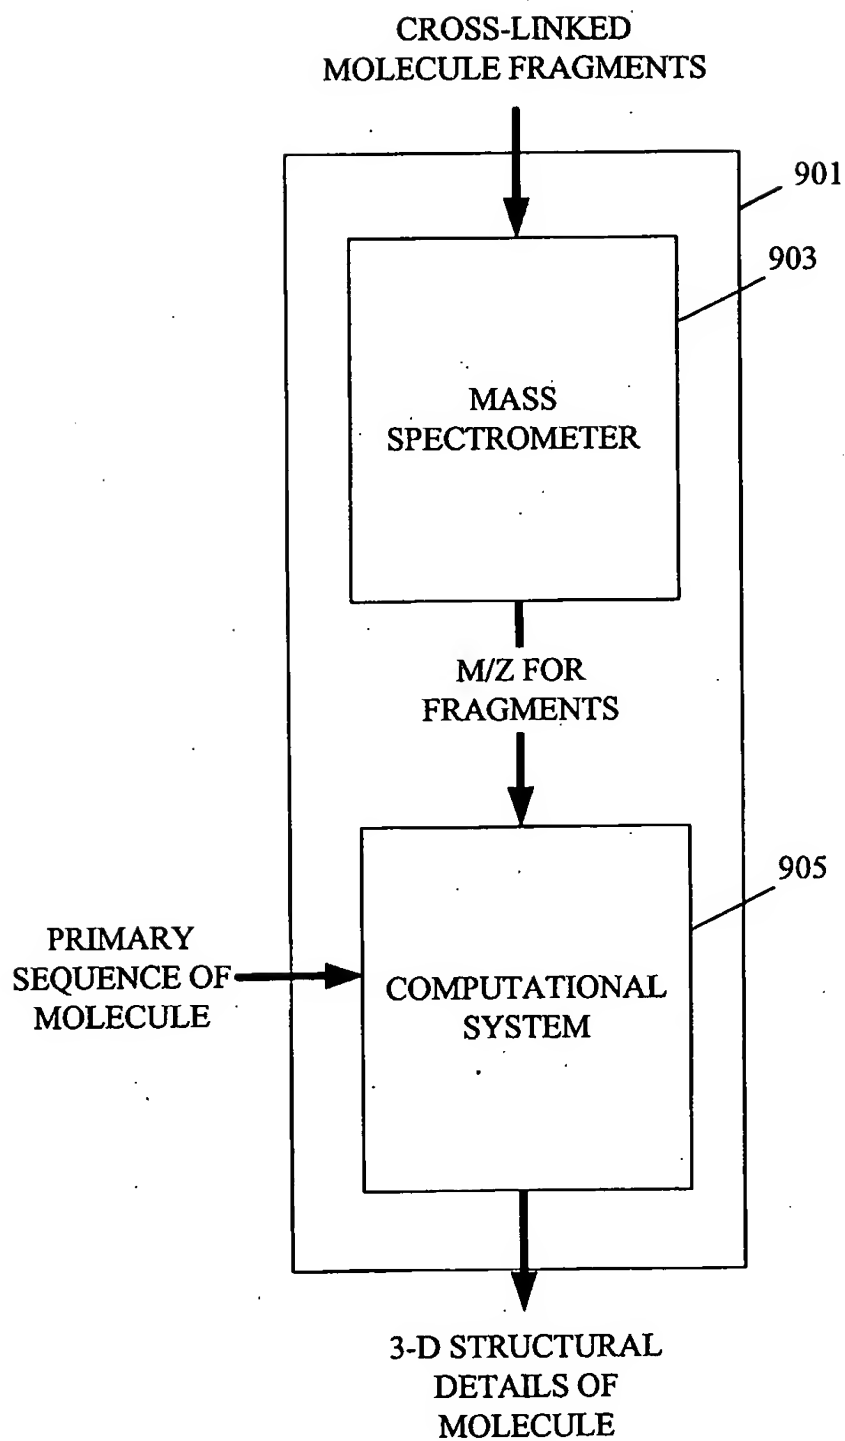 CROSS-LINKED
MOLECULE FRAGMENTS
901
903
MASS
SPECTROMETER
M/Z FOR
FRAGMENTS
905
PRIMARY
SEQUENCE OF
MOLECULE
COMPUTATIONAL
SYSTEM
3-D STRUCTURAL
DETAILS OF
MOLECULE